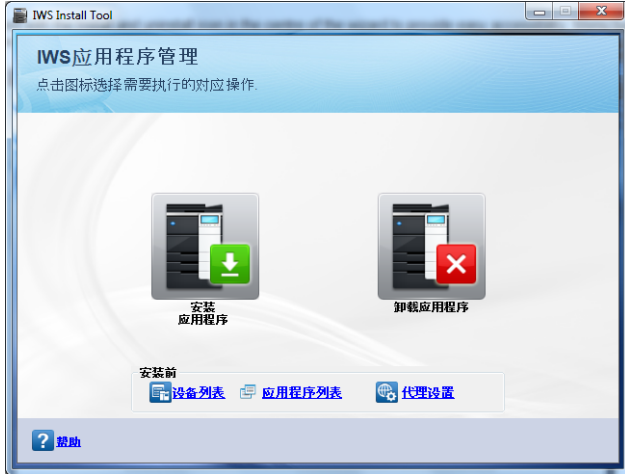 IWS Install Tool
IWS应用程序管理
点击图标选择需要执行的对应操作.
安装
应用程序
卸载应用程序
安装前
设备列表 应用程序列表 代理设置
帮助